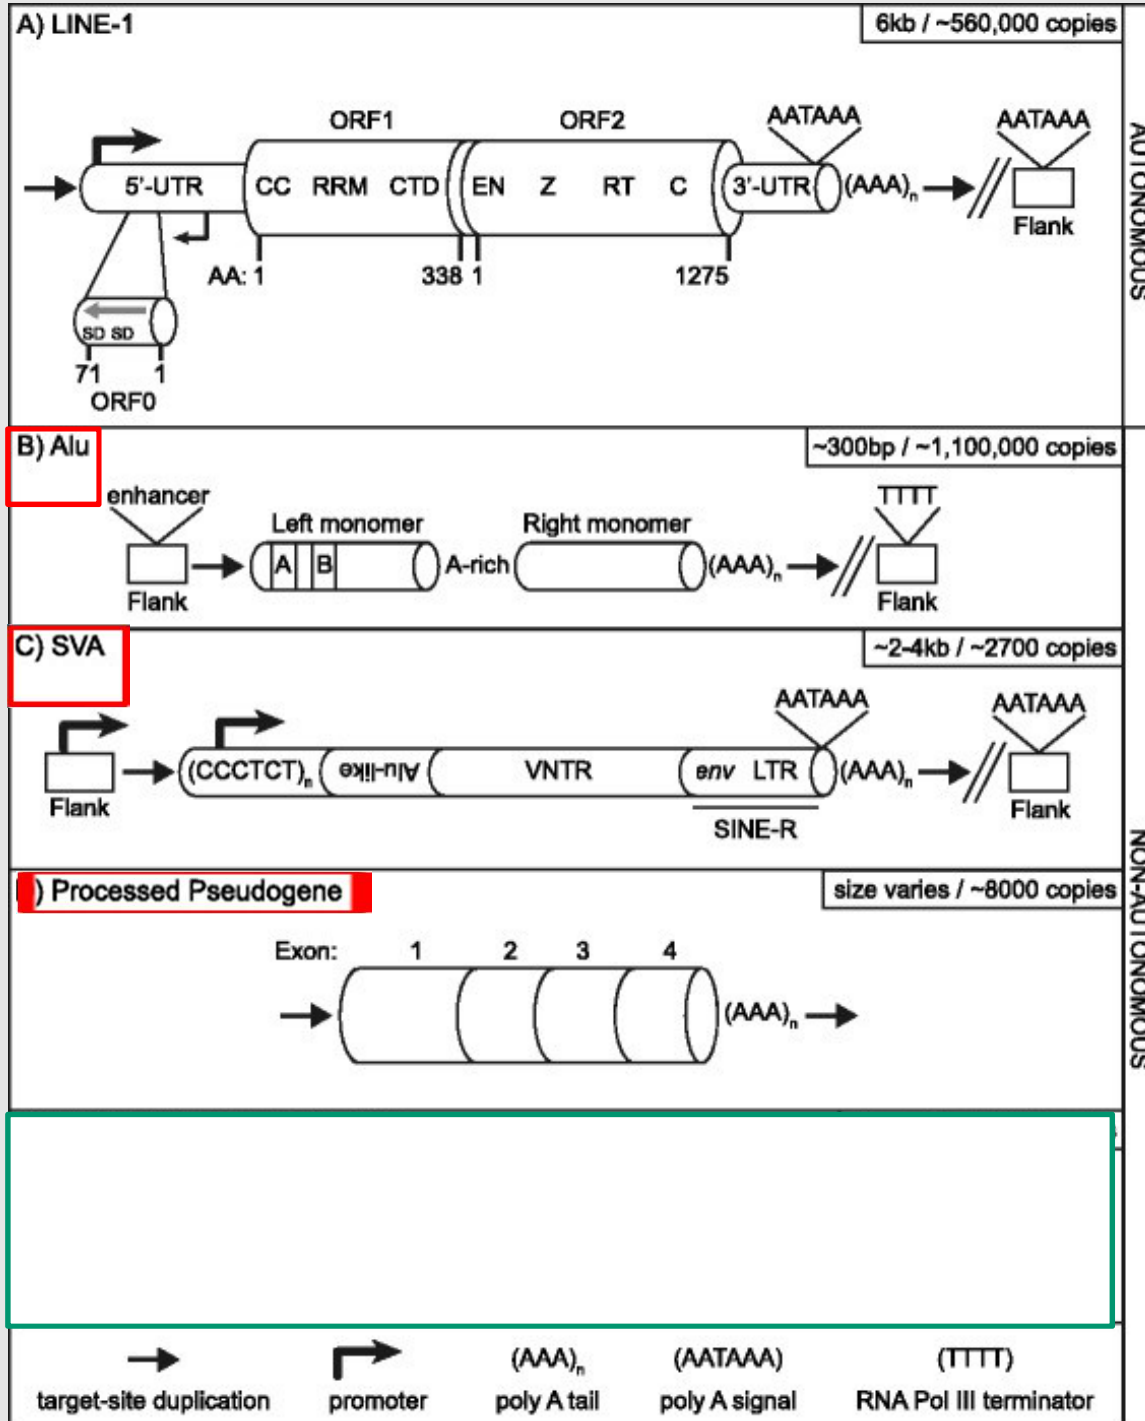 A) LINE-1
6kb / ~560,000 copies
AUTONOMOUS
ORF1
ORF2
AATAAA
AATAAA
5'-UTR
CC RRM CTD
EN Z RT C
3'-UTR
(AAA)n
Flank
AA: 1
338 1
1275
SD SD
71 1
ORF0
B) Alu
~300bp / ~1,100,000 copies
enhancer
Left monomer
Right monomer
TTTT
A B
A-rich
(AAA)n
Flank
Flank
C) SVA
~2-4kb / ~2700 copies
AATAAA
AATAAA
(CCCTCT)n
Alu-like
VNTR
env LTR
(AAA)n
Flank
Flank
SINE-R
NON-AUTONOMOUS
) Processed Pseudogene
size varies / ~8000 copies
Exon: 1 2 3 4
(AAA)n
(AAA)n
(AATAAA)
(TTTT)
target-site duplication
promoter
poly A tail
poly A signal
RNA Pol III terminator